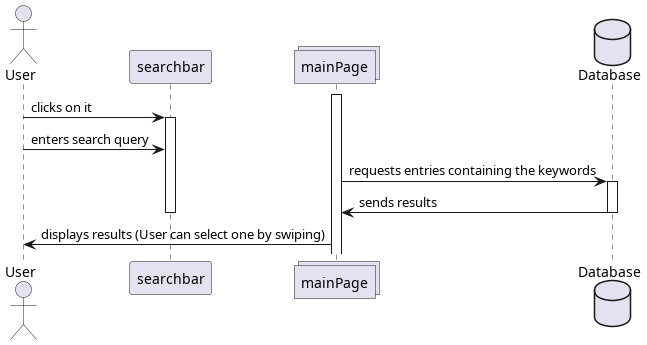 User
searchbar
mainPage
Database
clicks on it
enters search query
requests entries containing the keywords
sends results
displays results (User can select one by swiping)
User
searchbar
mainPage
Database